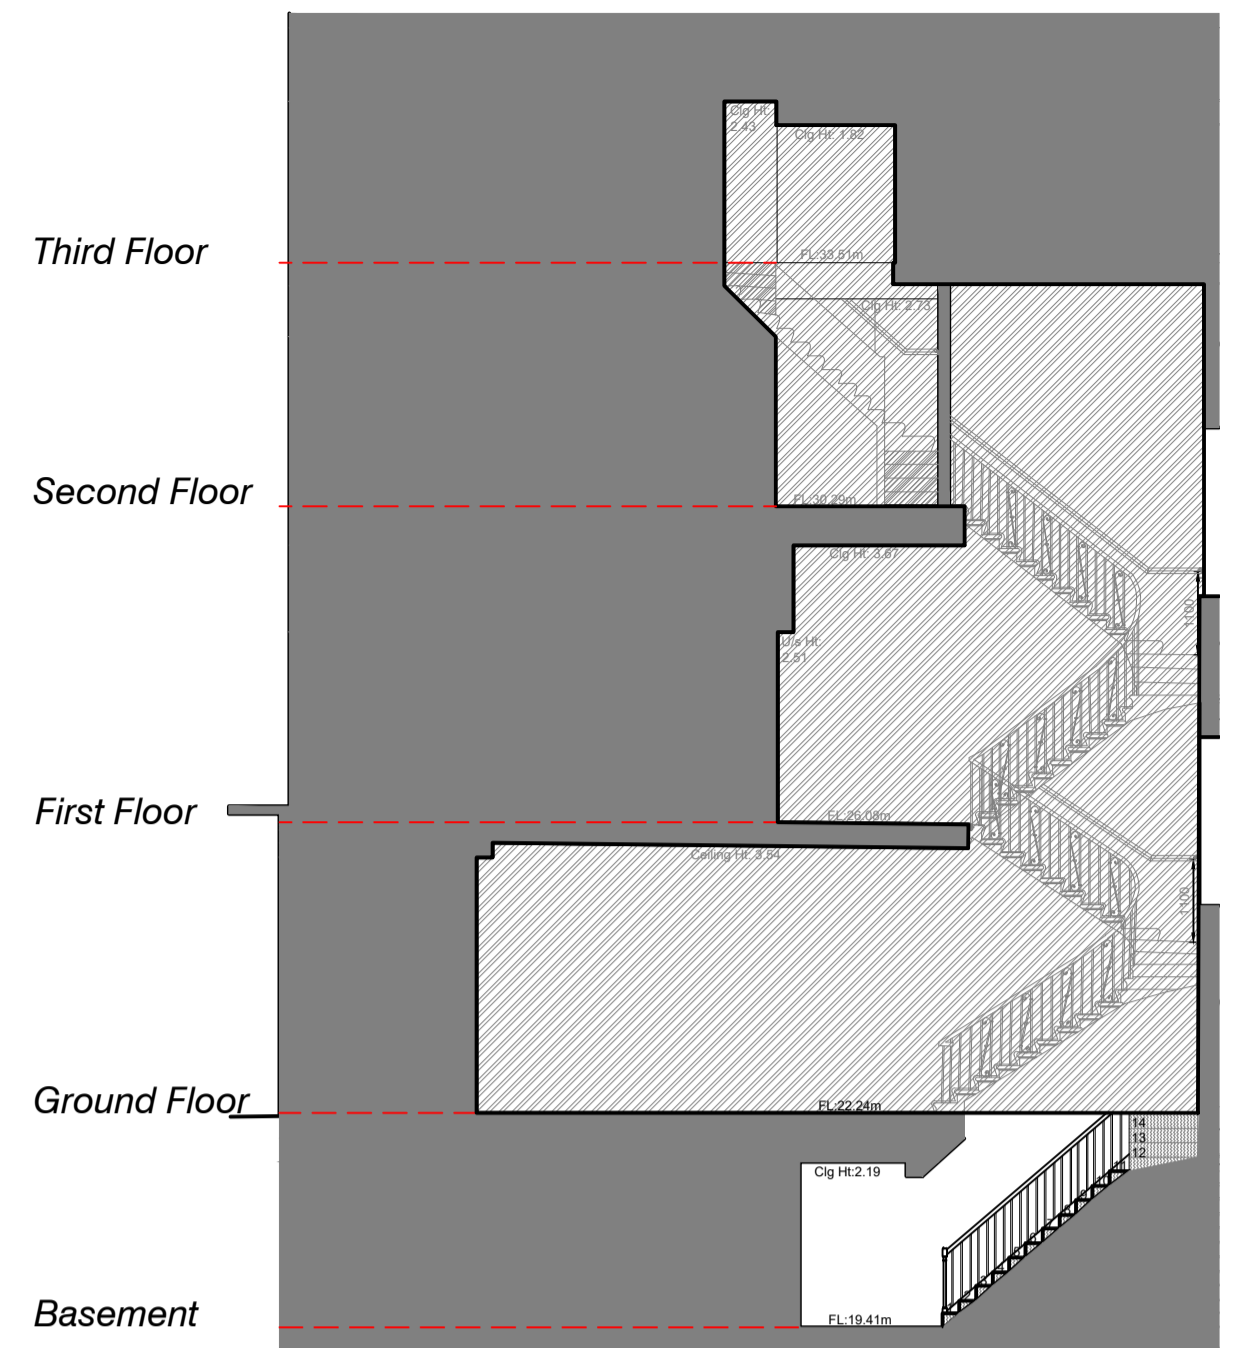 Clg Ht:
2.43
Clg Ht: 1.82
Third Floor
FL:33.51m
Clg Ht: 2.73
Second Floor
FL:30.29m
Clg Ht: 3.67
1100
U/s Ht:
2.51
First Floor
FL:26.08m
Ceiling Ht: 3.54
1100
Ground Floor
FL:22.24m
14
13
12
Clg Ht:2.19
Basement
FL:19.41m